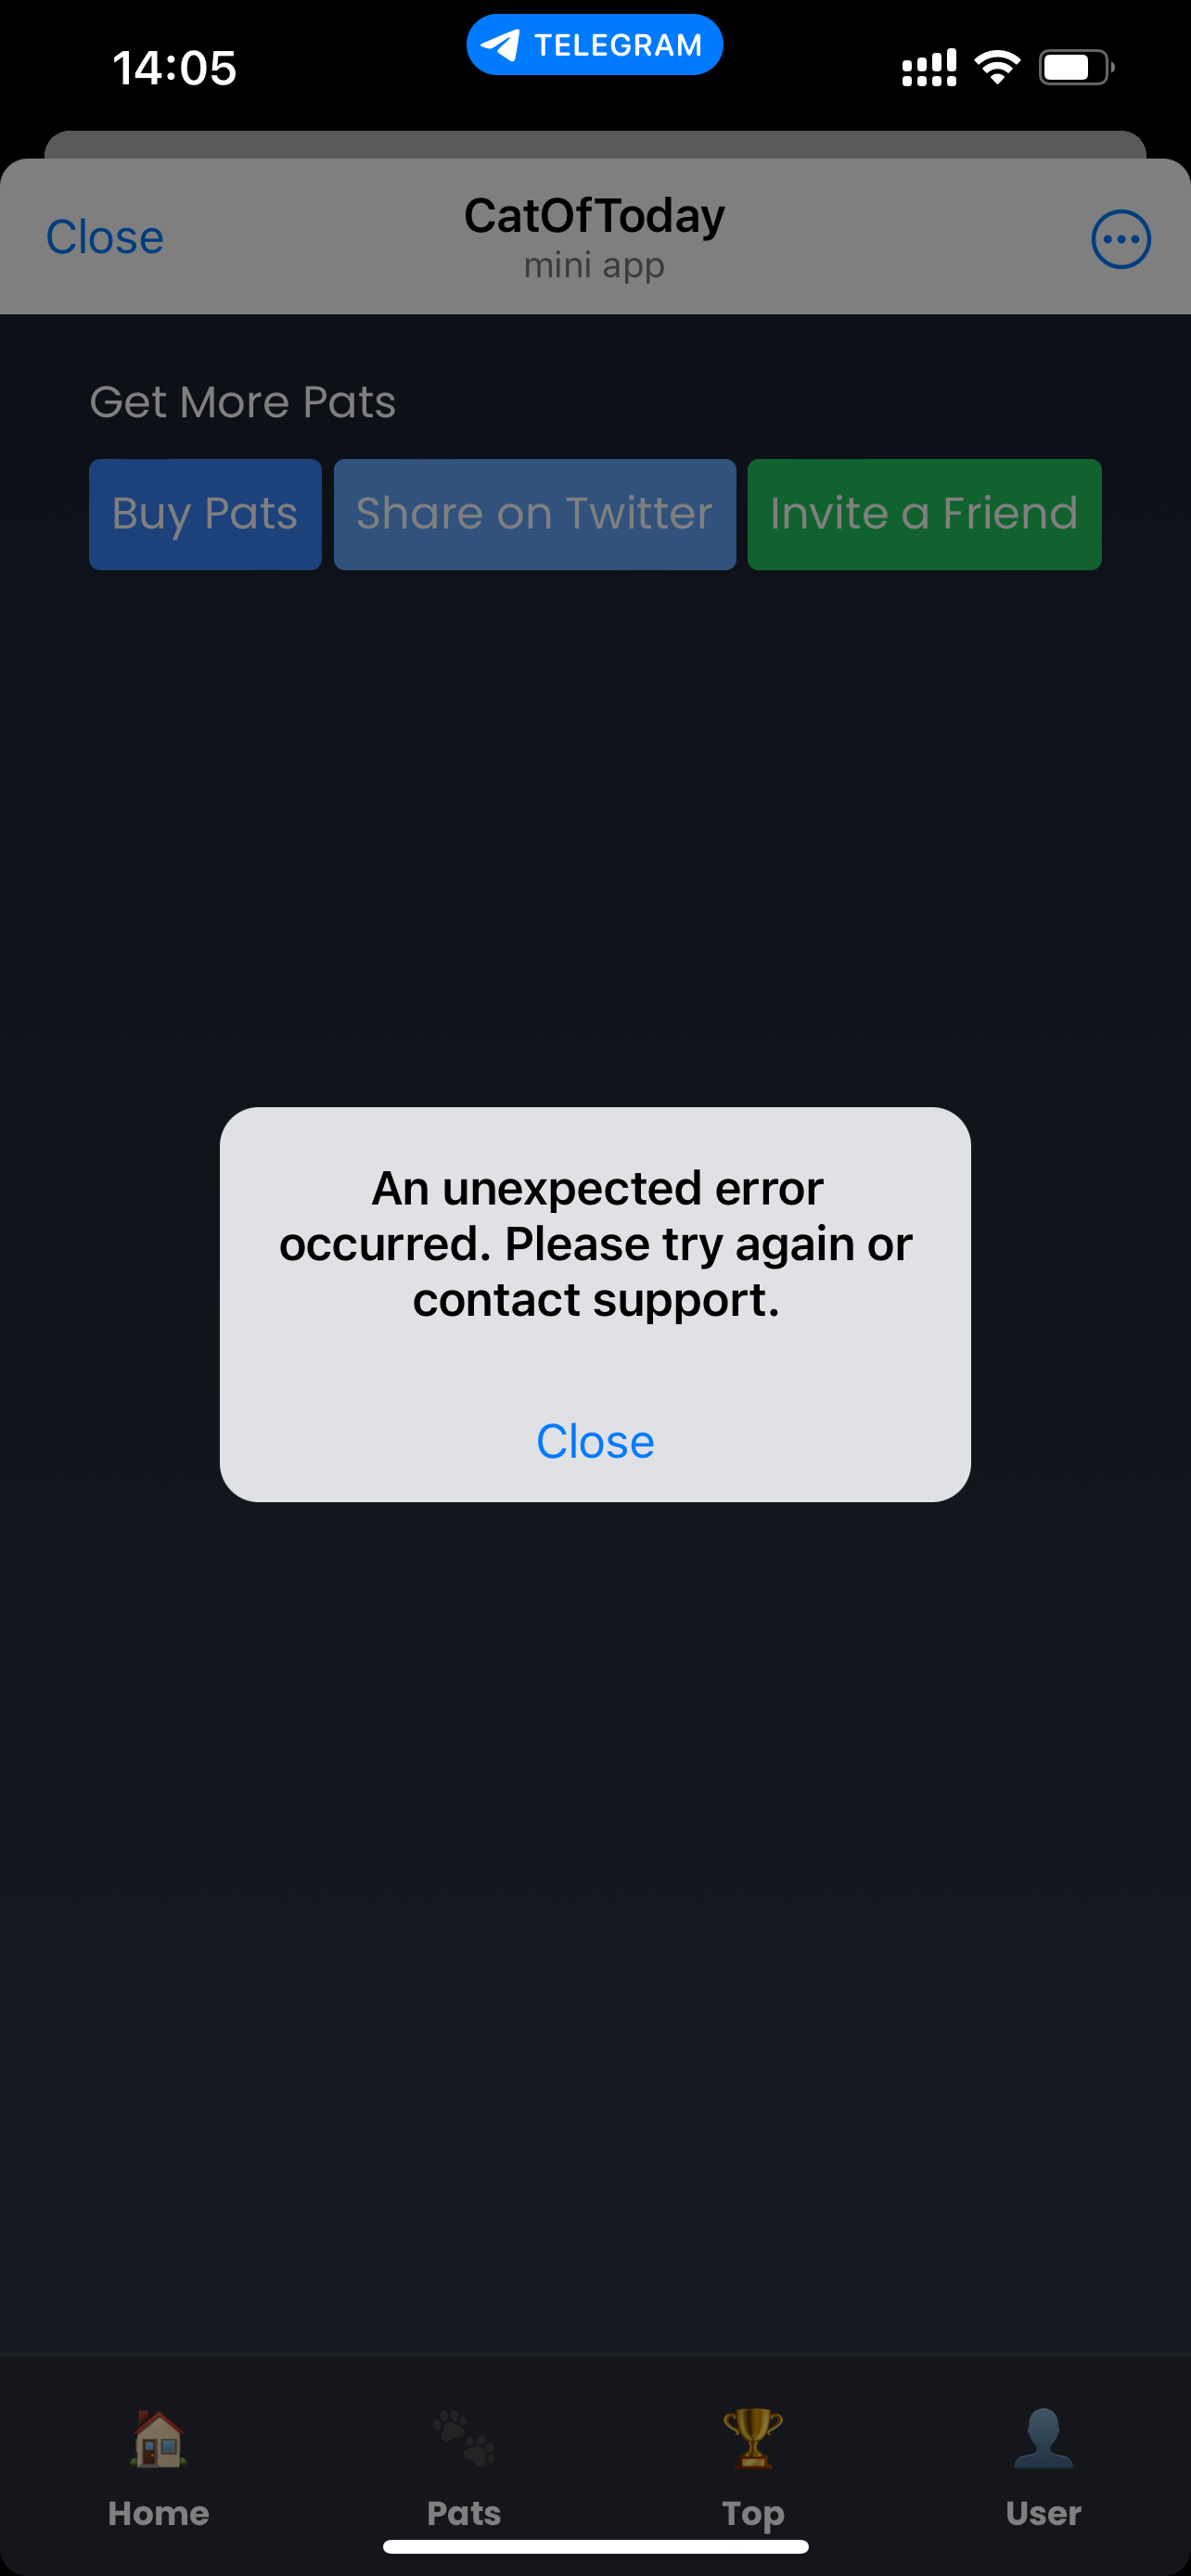 14:05
TELEGRAM
Close
CatOfToday
mini app
Get More Pats
Buy Pats
Share on Twitter
Invite a Friend
An unexpected error
occurred. Please try again or
contact support.
Close
Home
Pats
Top
User